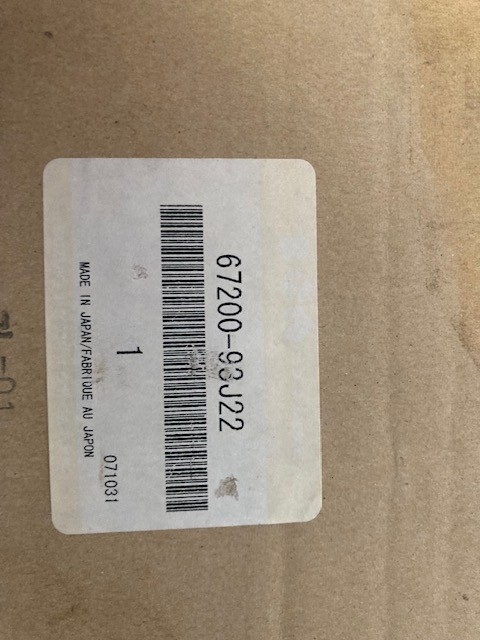 67200-93J22
1
071031
MADE IN JAPAN/FABRIQUE AU JAPON